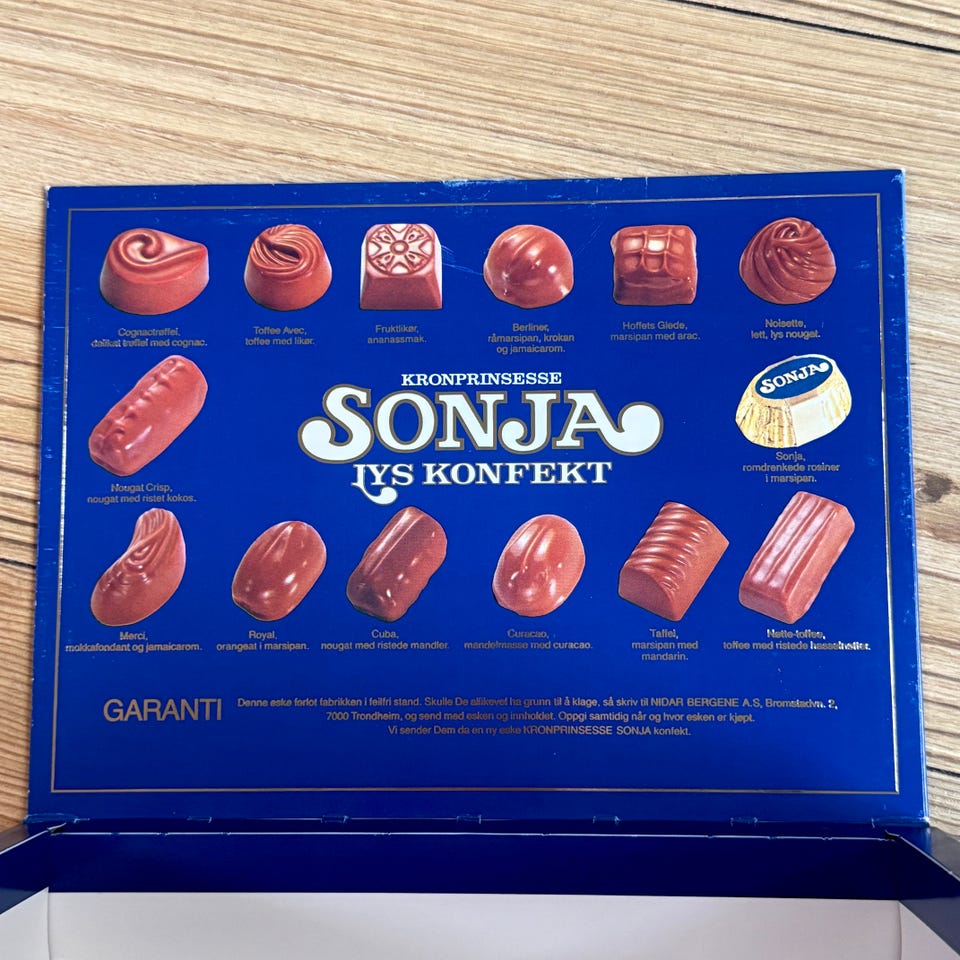 Cognactrøffel,
delikat trøffel med cognac.
Toffee Avec,
toffee med likør.
Fruktlikør,
ananassmak.
Berliner,
råmarsipan, krokan
og jamaicarom.
Hoffets Glede,
marsipan med arac.
Noisette,
lett, lys nougat.
Nougat Crisp,
nougat med ristet kokos.
KRONPRINSESSE
SONJA
LYS KONFEKT
SONJA
Sonja,
romdrenkede rosiner
i marsipan.
Merci,
mokkafondant og jamaicarom.
Royal,
orangeat i marsipan.
Cuba,
nougat med ristede mandler.
Curacao,
mandelmasse med curacao.
Taffel,
marsipan med
mandarin.
Nøtte-toffee,
toffee med ristede hasselnøtter.
GARANTI
Denne eske forlot fabrikken i feilfri stand. Skulle De allikevel ha grunn til å klage, så skriv til NIDAR BERGENE A.S, Bromstadvn. 2,
7000 Trondheim, og send med esken og innholdet. Oppgi samtidig når og hvor esken er kjøpt.
Vi sender Dem da en ny eske KRONPRINSESSE SONJA konfekt.